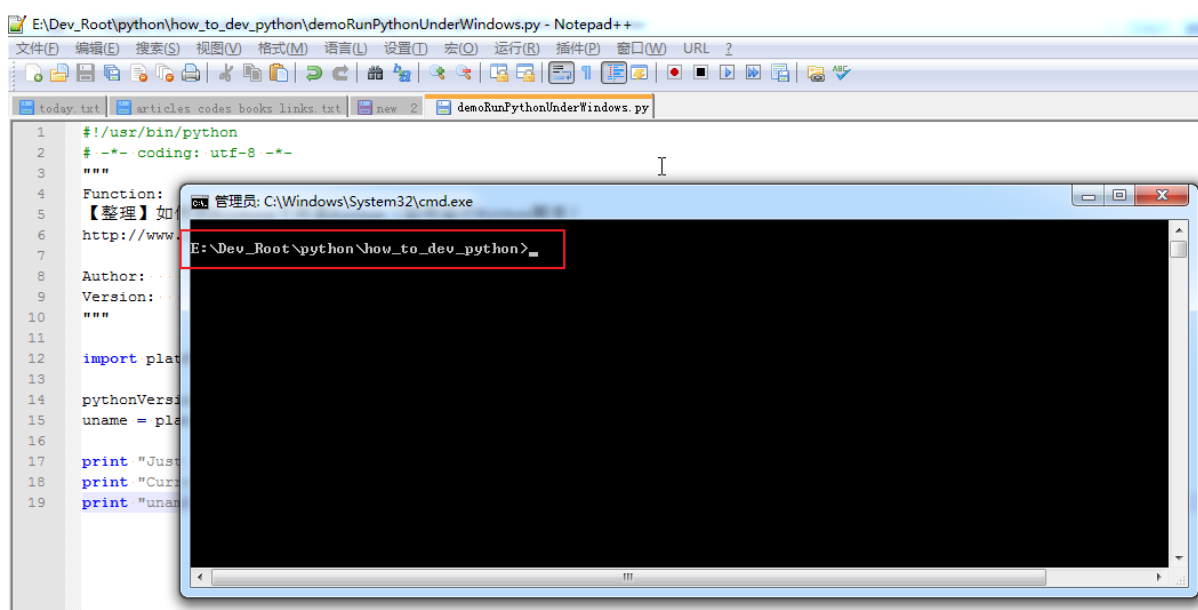 E:\Dev_Root\python\how_to_dev_python\demoRunPythonUnderWindows.py - Notepad++
文件(F) 编辑(E) 搜索(S) 视图(V) 格式(M) 语言(L) 设置(T) 宏(O) 运行(R) 插件(P) 窗口(W) URL ?
today.txt articles codes books links.txt new 2 demoRunPythonUnderWindows.py
1 #!/usr/bin/python
2 # -*- coding: utf-8 -*-
3 """
4 Function:
5 【整理】如
6 http://www.
7
8 Author:
9 Version:
10 """
11
12 import plat
13
14 pythonVersi
15 uname = pla
16
17 print "Just
18 print "Curr
19 print "unam
管理员: C:\Windows\System32\cmd.exe
E:\Dev_Root\python\how_to_dev_python>_